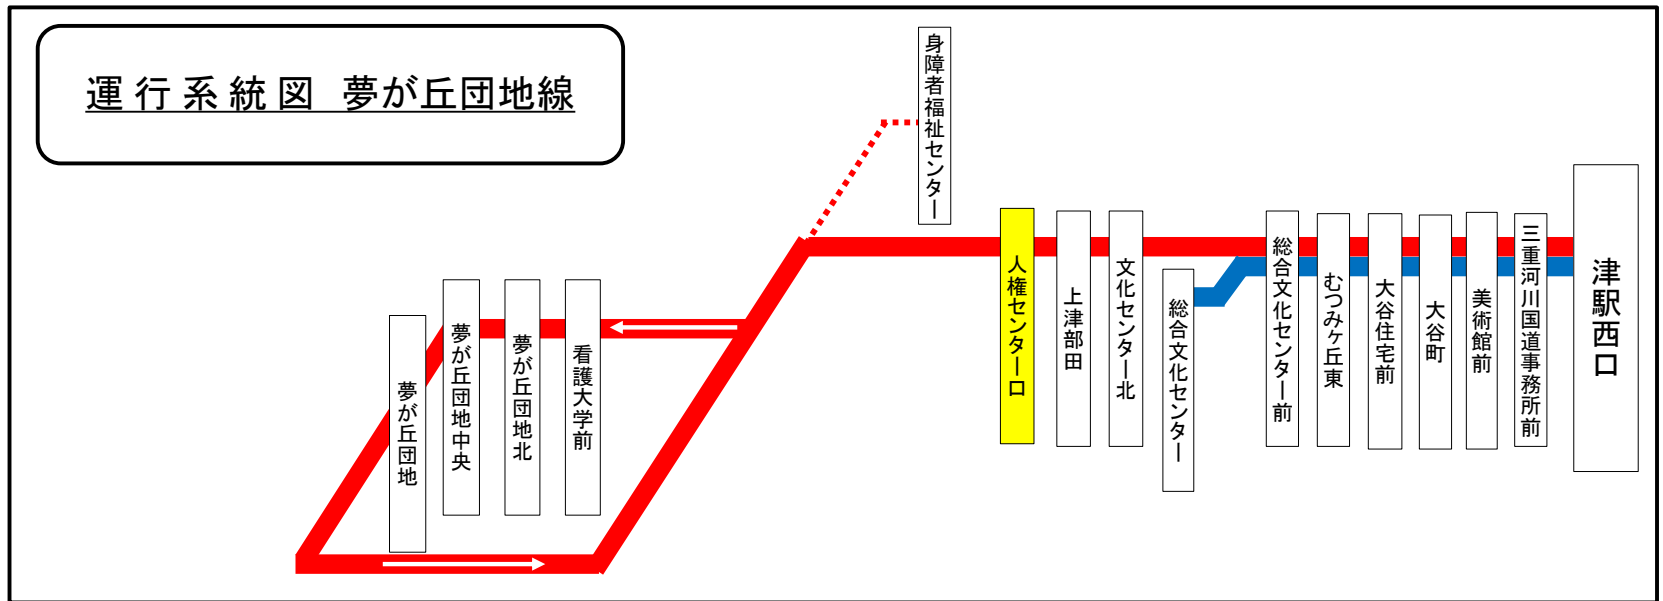 運行系統図 夢が丘団地線
身障者福祉センター
夢が丘団地
夢が丘団地中央
夢が丘団地北
看護大学前
人権センター口
上津部田
文化センター北
総合文化センター
総合文化センター前
むつみケ丘東
大谷住宅前
大谷町
美術館前
三重河川国道事務所前
津駅西口